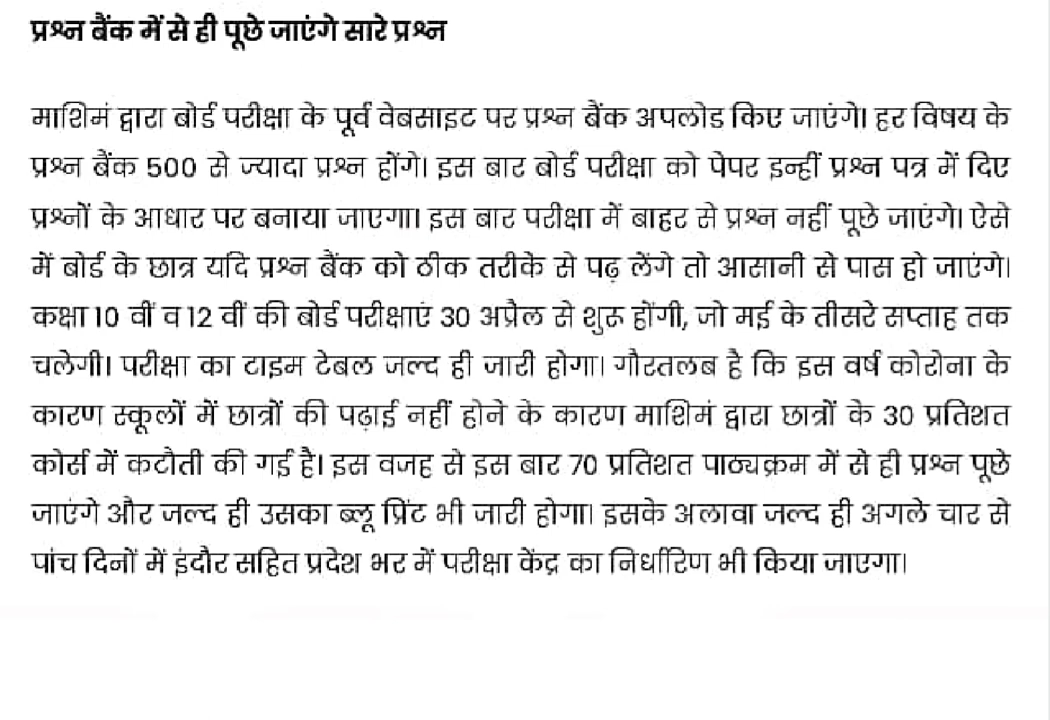 प्रश्न बैंक में से ही पूछे जाएंगे सारे प्रश्न
माशिमं द्वारा बोर्ड परीक्षा के पूर्व वेबसाइट पर प्रश्न बैंक अपलोड किए जाएंगे। हर विषय के
प्रश्न बैंक 500 से ज्यादा प्रश्न होंगे। इस बार बोर्ड परीक्षा को पेपर इन्हीं प्रश्न पत्र में दिए
प्रश्नों के आधार पर बनाया जाएगा। इस बार परीक्षा में बाहर से प्रश्न नहीं पूछे जाएंगे। ऐसे
में बोर्ड के छात्र यदि प्रश्न बैंक को ठीक तरीके से पढ़ लेंगे तो आसानी से पास हो जाएंगे।
कक्षा 10 वीं व 12 वीं की बोर्ड परीक्षाएं 30 अप्रैल से शुरू होंगी, जो मई के तीसरे सप्ताह तक
चलेगी। परीक्षा का टाइम टेबल जल्द ही जारी होगा। गौरतलब है कि इस वर्ष कोरोना के
कारण स्कूलों में छात्रों की पढ़ाई नहीं होने के कारण माशिमं द्वारा छात्रों के 30 प्रतिशत
कोर्स में कटौती की गई है। इस वजह से इस बार 70 प्रतिशत पाठ्यक्रम में से ही प्रश्न पूछे
जाएंगे और जल्द ही उसका ब्लू प्रिंट भी जारी होगा। इसके अलावा जल्द ही अगले चार से
पांच दिनों में इंदौर सहित प्रदेश भर में परीक्षा केंद्र का निर्धारिण भी किया जाएगा।